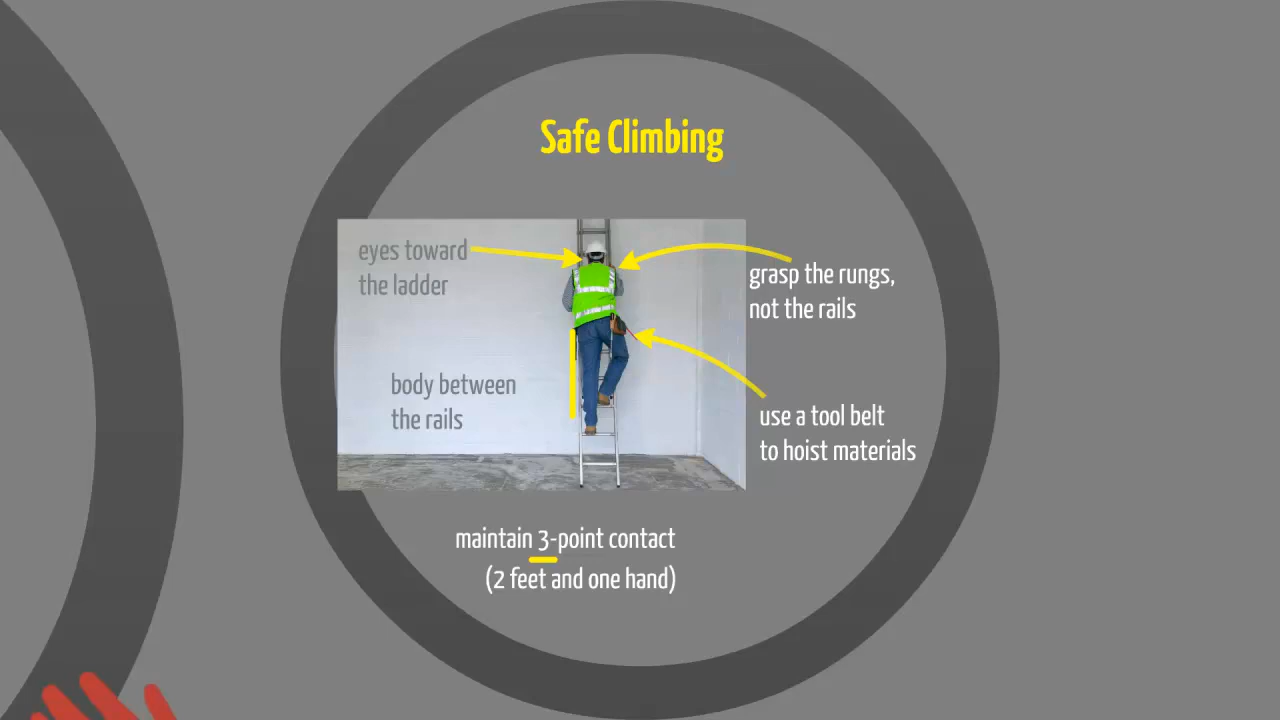 Safe Climbing
eyes toward
the ladder
grasp the rungs,
not the rails
body between
the rails
use a tool belt
to hoist materials
maintain 3-point contact
(2 feet and one hand)